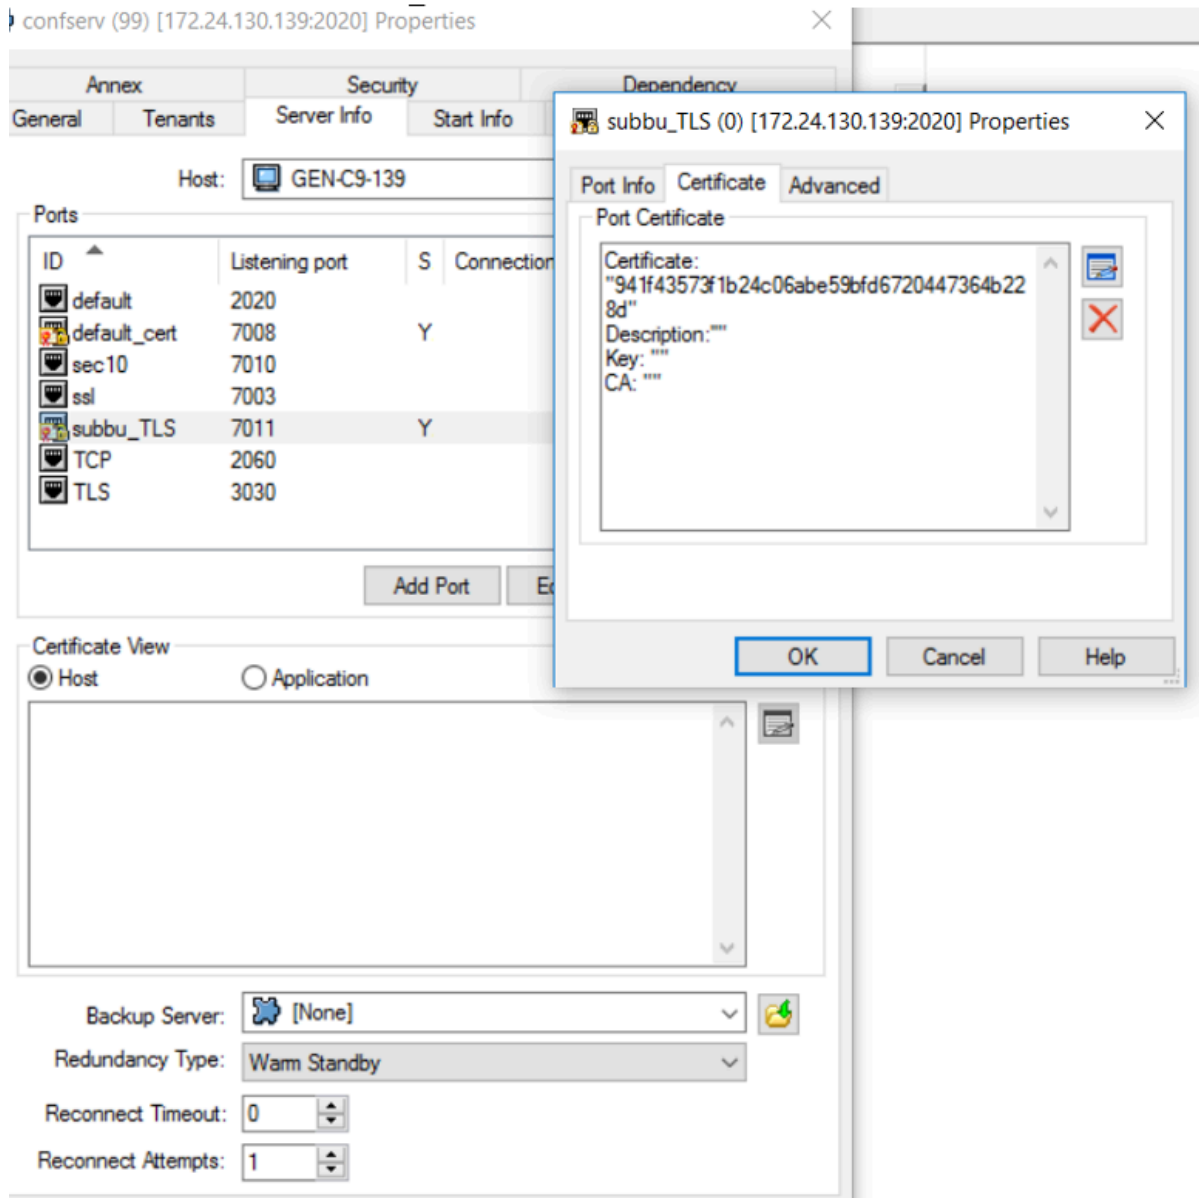 confserv (99) [172.24.130.139:2020] Properties
Annex Security Dependency
General Tenants Server Info Start Info
Host: GEN-C9-139
Ports
ID Listening port S Connection
default 2020
default_cert 7008 Y
sec10 7010
ssl 7003
subbu_TLS 7011 Y
TCP 2060
TLS 3030
Add Port
Certificate View
Host Application
Backup Server: [None]
Redundancy Type: Warm Standby
Reconnect Timeout: 0
Reconnect Attempts: 1
subbu_TLS (0) [172.24.130.139:2020] Properties
Port Info Certificate Advanced
Port Certificate
Certificate:
"941f43573f1b24c06abe59bfd6720447364b22
8d"
Description:""
Key: ""
CA: ""
OK Cancel Help